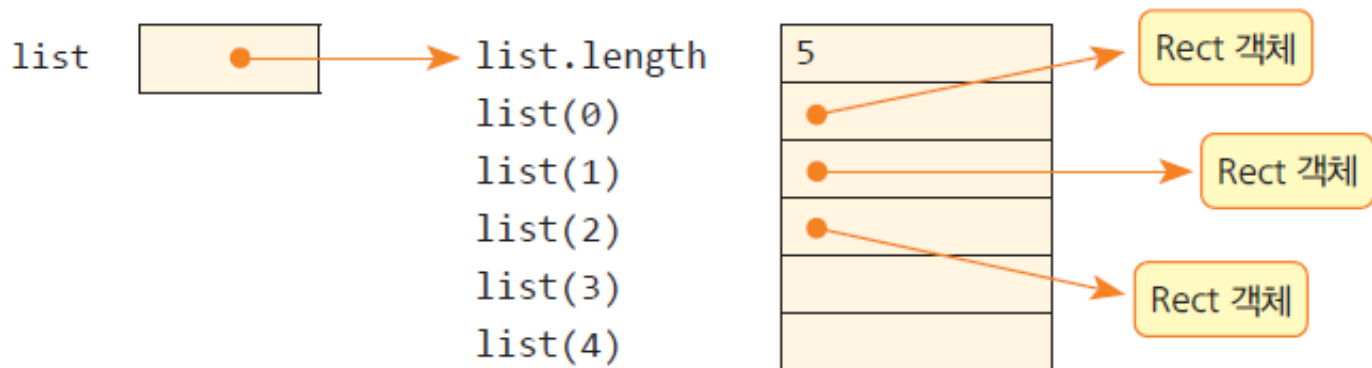 list
list.length 5 Rect 객체
list(0)
list(1) Rect 객체
list(2)
list(3) Rect 객체
list(4)